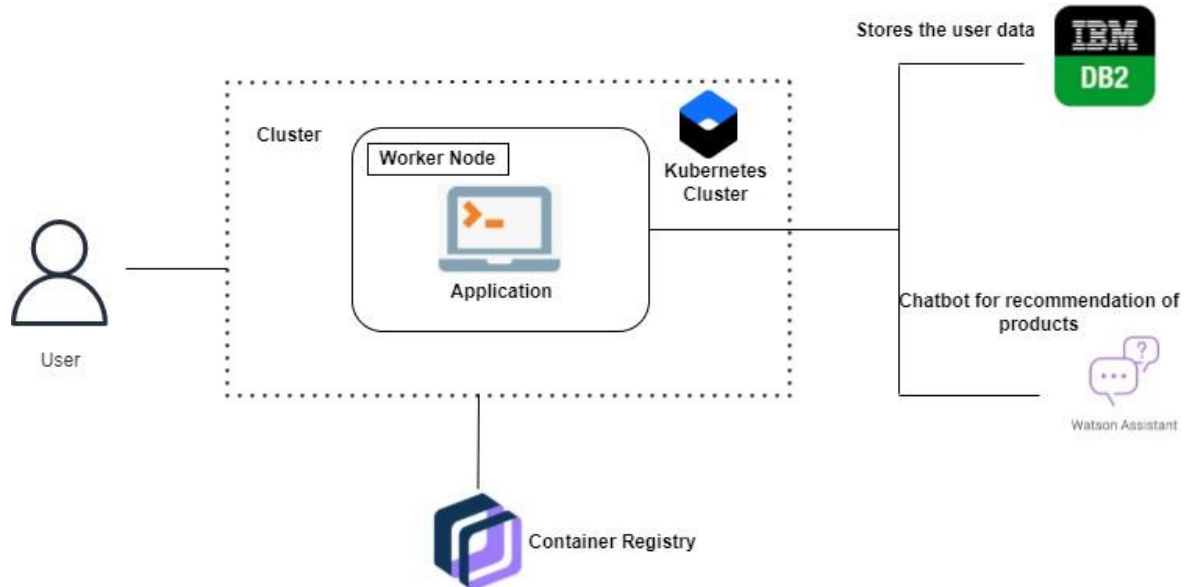 Stores the user data
IBM
DB2
Cluster
Worker Node
Kubernetes
Cluster
Application
User
Chatbot for recommendation of
products
?
Watson Assistant
Container Registry